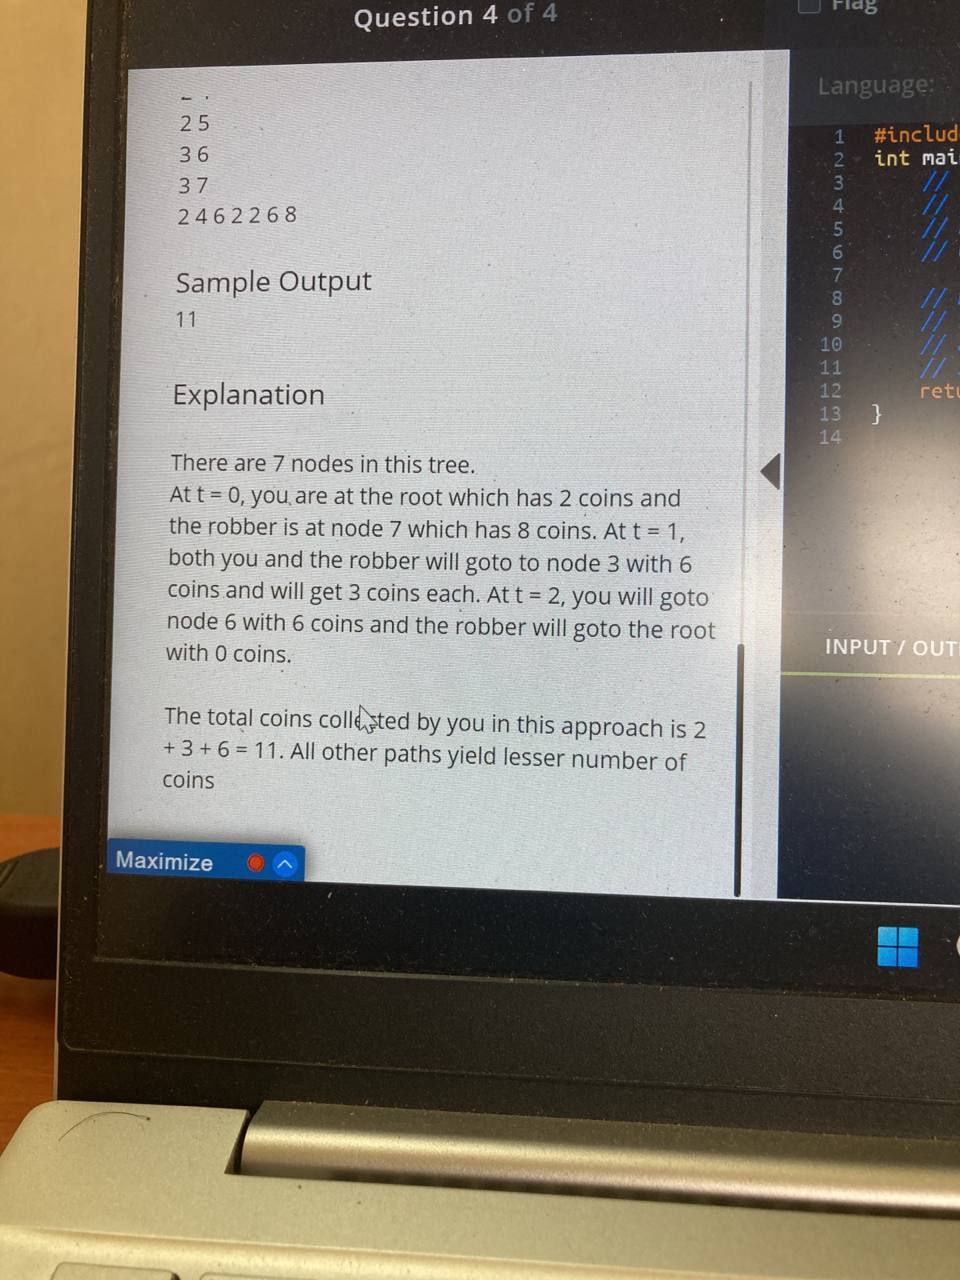 Question 4 of 4
Flag
2 5
3 6
3 7
2 4 6 2 2 6 8
Sample Output
11
Explanation
There are 7 nodes in this tree.
At t = 0, you are at the root which has 2 coins and
the robber is at node 7 which has 8 coins. At t = 1,
both you and the robber will goto to node 3 with 6
coins and will get 3 coins each. At t = 2, you will goto
node 6 with 6 coins and the robber will goto the root
with 0 coins.
The total coins collected by you in this approach is 2
+ 3 + 6 = 11. All other paths yield lesser number of
coins
Maximize
Language:
1 #includ
2 int mai
3 //
4 //
5 //
6 //
7
8 //
9 //
10 //
11 //
12 retu
13 }
14
INPUT / OUT